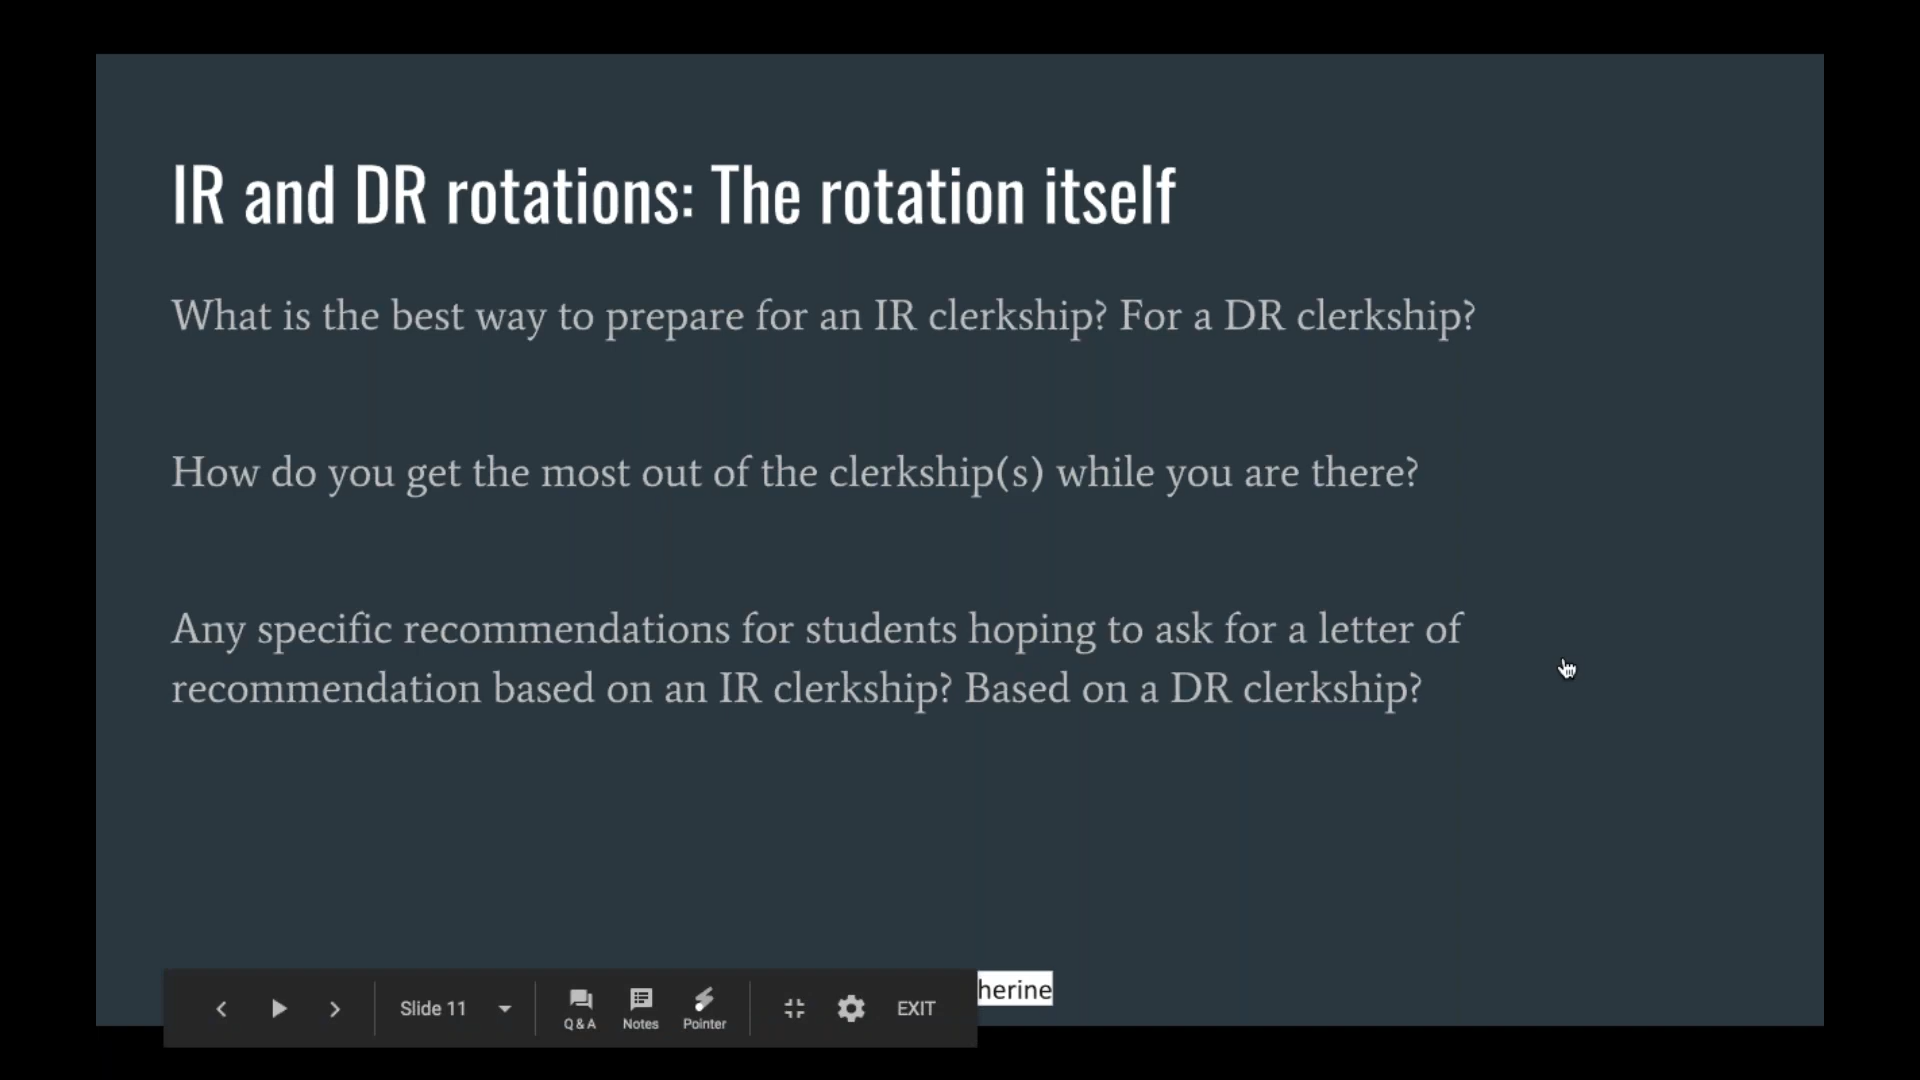 IR and DR rotations: The rotation itself
What is the best way to prepare for an IR clerkship? For a DR clerkship?
How do you get the most out of the clerkship(s) while you are there?
Any specific recommendations for students hoping to ask for a letter of
recommendation based on an IR clerkship? Based on a DR clerkship?
herine
Slide 11
Q & A
Notes
Pointer
EXIT